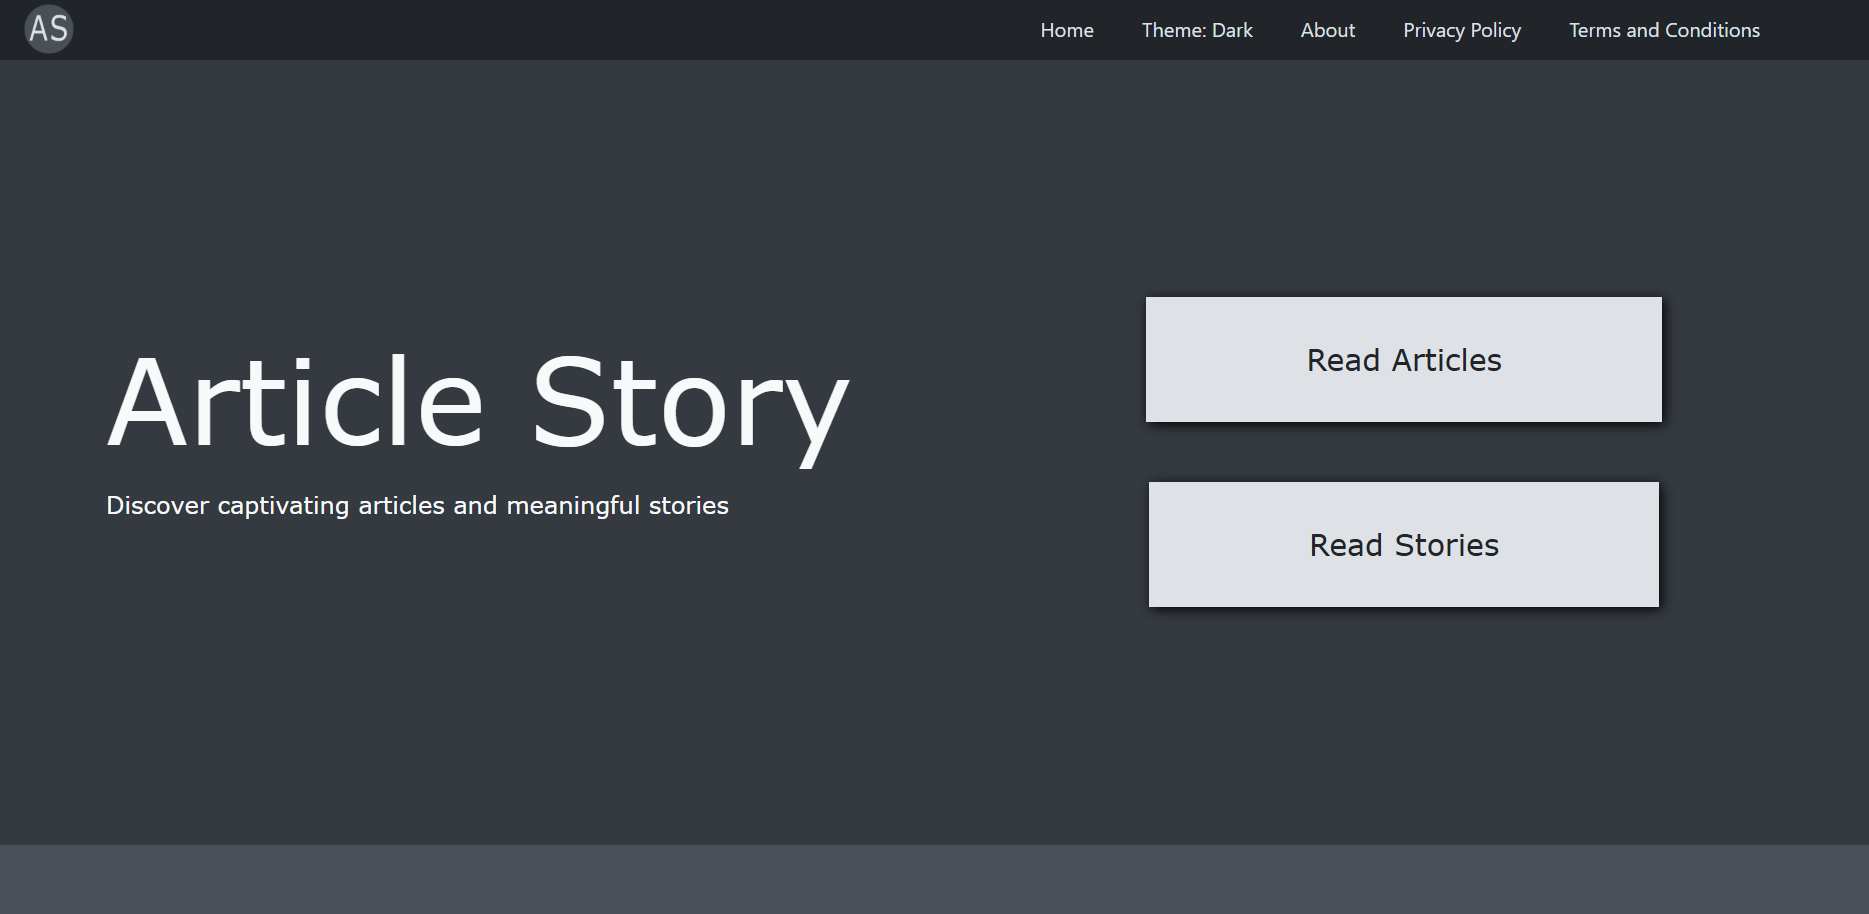 AS
Home Theme: Dark About Privacy Policy Terms and Conditions
Article Story
Discover captivating articles and meaningful stories
Read Articles
Read Stories